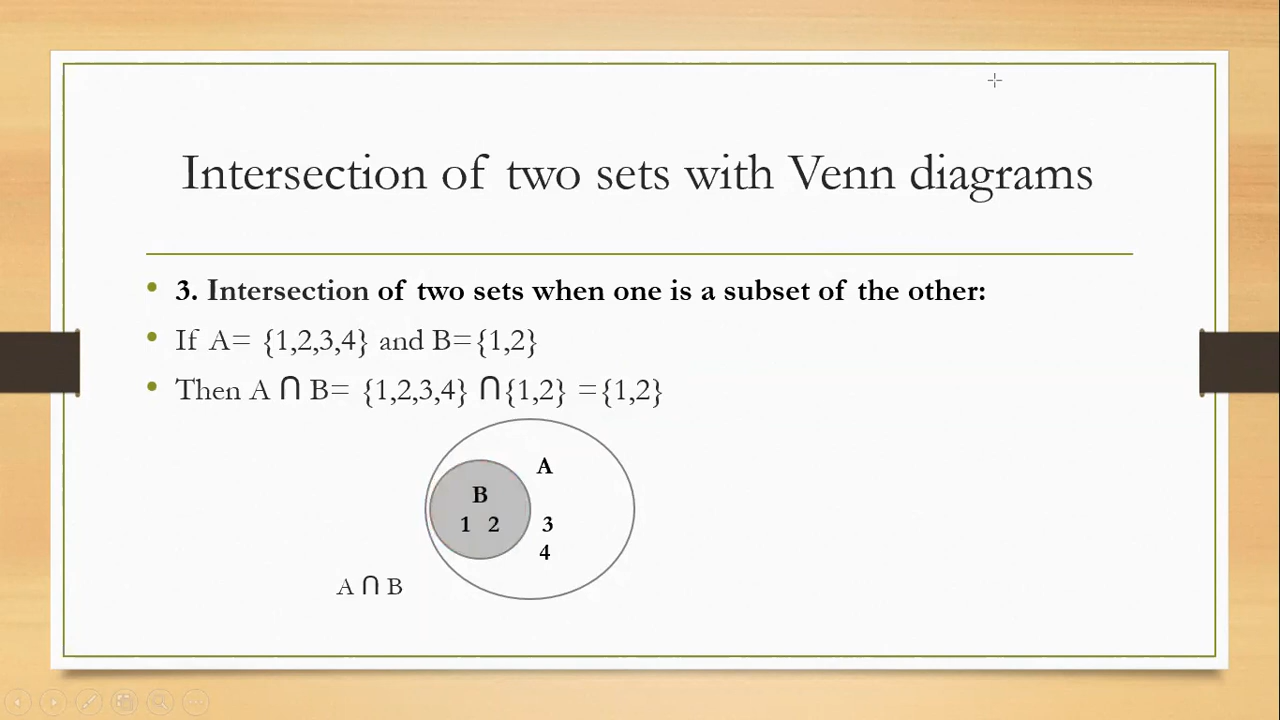 Intersection of two sets with Venn diagrams
• 3. Intersection of two sets when one is a subset of the other:
• If A= {1,2,3,4} and B={1,2}
• Then A ⋂ B= {1,2,3,4} ⋂{1,2} ={1,2}
A
B
1 2 3
4
A ⋂ B